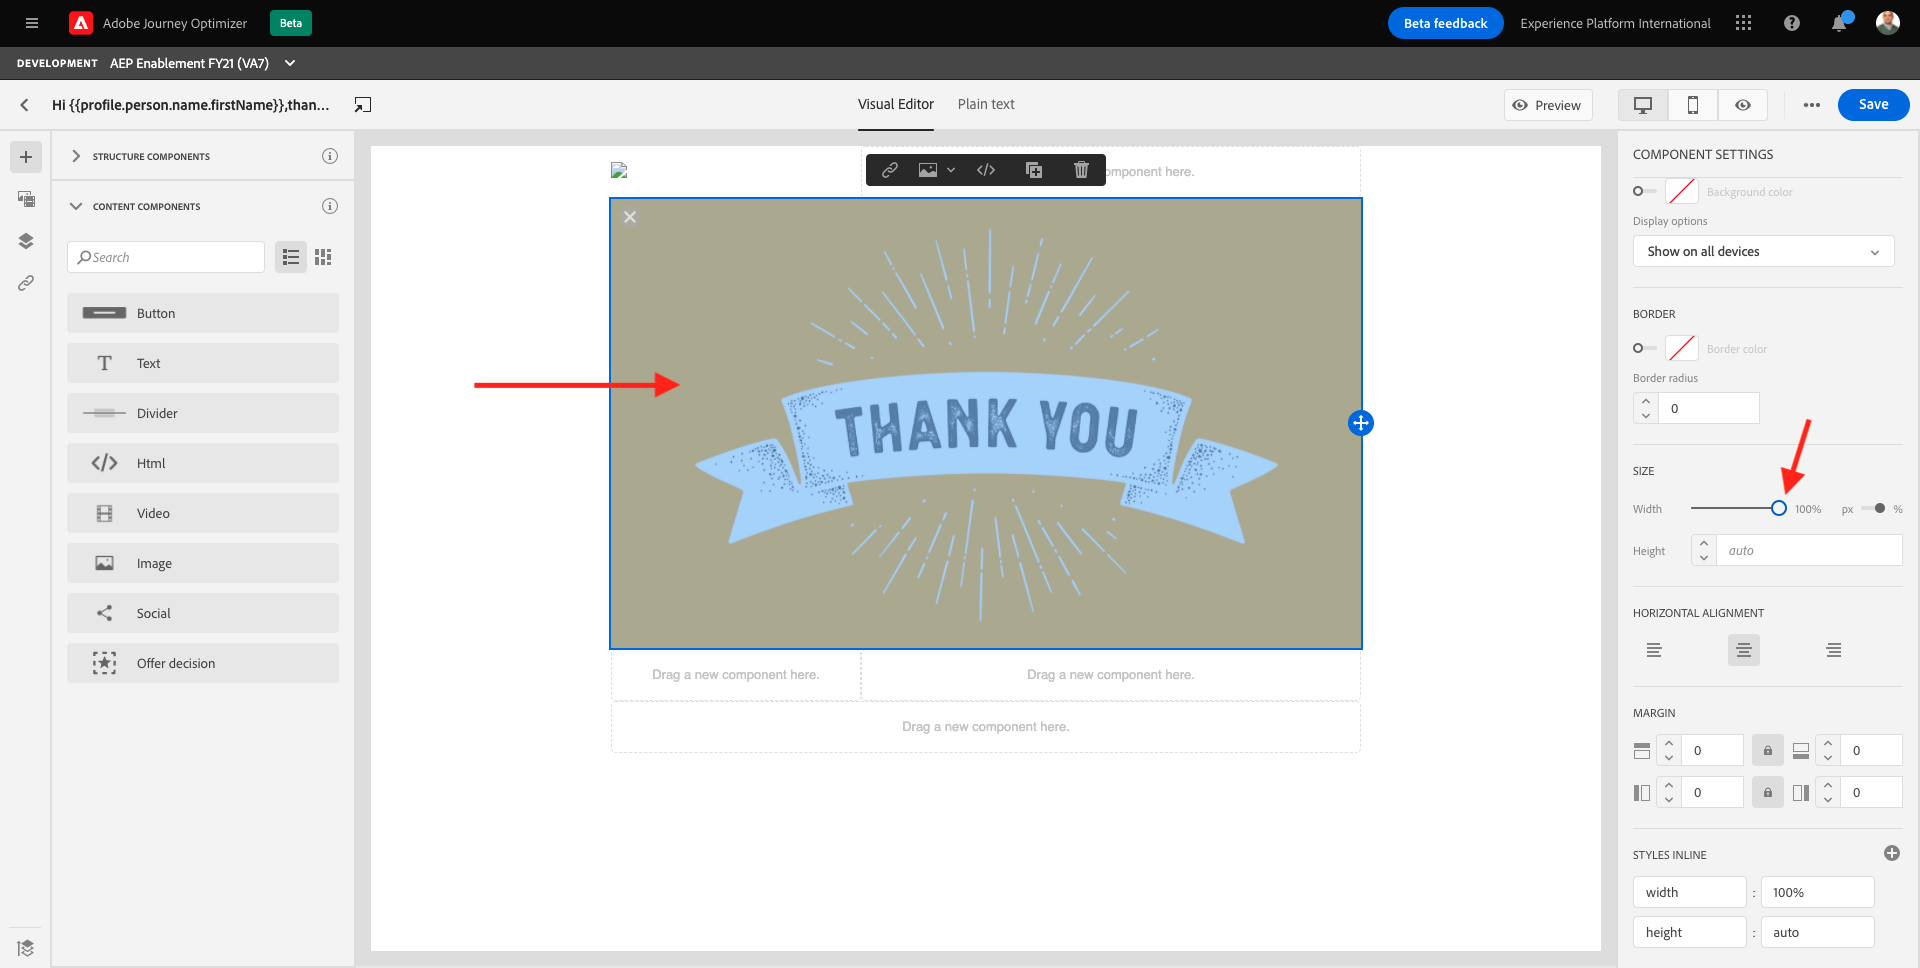 Adobe Journey Optimizer
Beta
Beta feedback
Experience Platform International
DEVELOPMENT
AEP Enablement FY21 (VA7)
Hi {{profile.person.name.firstName}},than...
Visual Editor
Plain text
Preview
Save
STRUCTURE COMPONENTS
CONTENT COMPONENTS
Search
Button
Text
Divider
Html
Video
Image
Social
Offer decision
omponent here.
THANK YOU
Drag a new component here.
Drag a new component here.
Drag a new component here.
COMPONENT SETTINGS
Background color
Display options
Show on all devices
BORDER
Border color
Border radius
0
SIZE
Width
100%
px
%
Height
auto
HORIZONTAL ALIGNMENT
MARGIN
0
0
0
0
STYLES INLINE
width
:
100%
height
:
auto